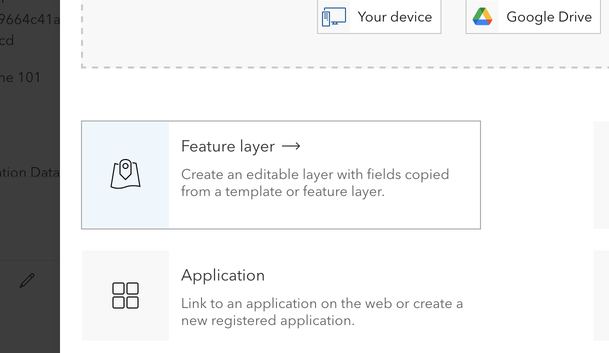 9664c41a
cd
ne 101
ation Data
Your device
Google Drive
Feature layer →
Create an editable layer with fields copied
from a template or feature layer.
Application
Link to an application on the web or create a
new registered application.